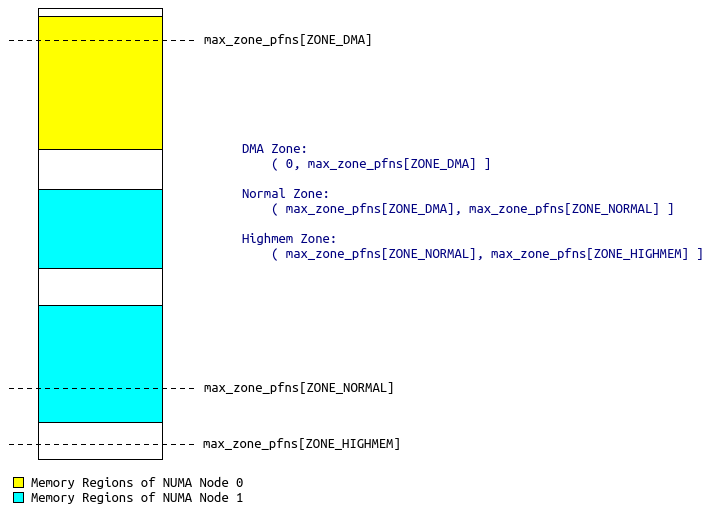 max_zone_pfns[ZONE_DMA]
DMA Zone:
( 0, max_zone_pfns[ZONE_DMA] ]
Normal Zone:
( max_zone_pfns[ZONE_DMA], max_zone_pfns[ZONE_NORMAL] ]
Highmem Zone:
( max_zone_pfns[ZONE_NORMAL], max_zone_pfns[ZONE_HIGHMEM] ]
max_zone_pfns[ZONE_NORMAL]
max_zone_pfns[ZONE_HIGHMEM]
Memory Regions of NUMA Node 0
Memory Regions of NUMA Node 1